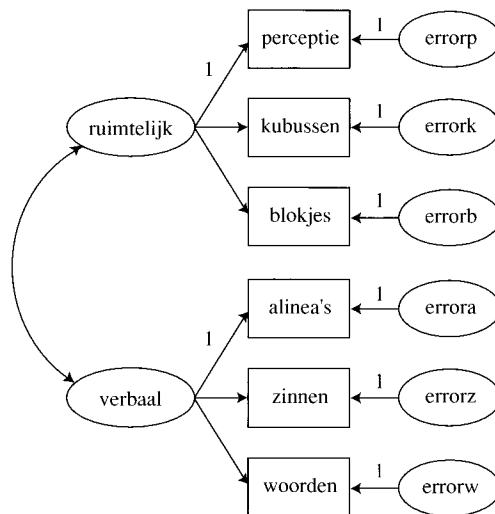 1 perceptie 1 errorp
ruimtelijk kubussen 1 errork
blokjes 1 errorb
1 alinea's 1 errora
verbaal zinnen 1 errorz
woorden 1 errorw